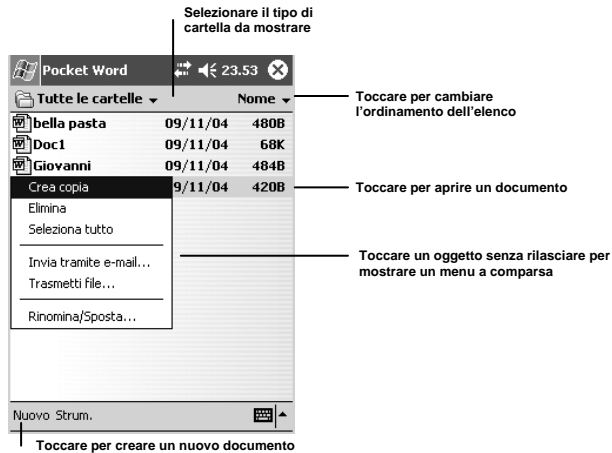 Selezionare il tipo di
cartella da mostrare
Pocket Word 23.53
Tutte le cartelle Nome
bella pasta 09/11/04 480B
Doc1 09/11/04 68K
Giovanni 09/11/04 484B
9/11/04 420B
Crea copia
Elimina
Seleziona tutto
Invia tramite e-mail...
Trasmetti file...
Rinomina/Sposta...
Nuovo Strum.
Toccare per cambiare
l'ordinamento dell'elenco
Toccare per aprire un documento
Toccare un oggetto senza rilasciare per
mostrare un menu a comparsa
Toccare per creare un nuovo documento